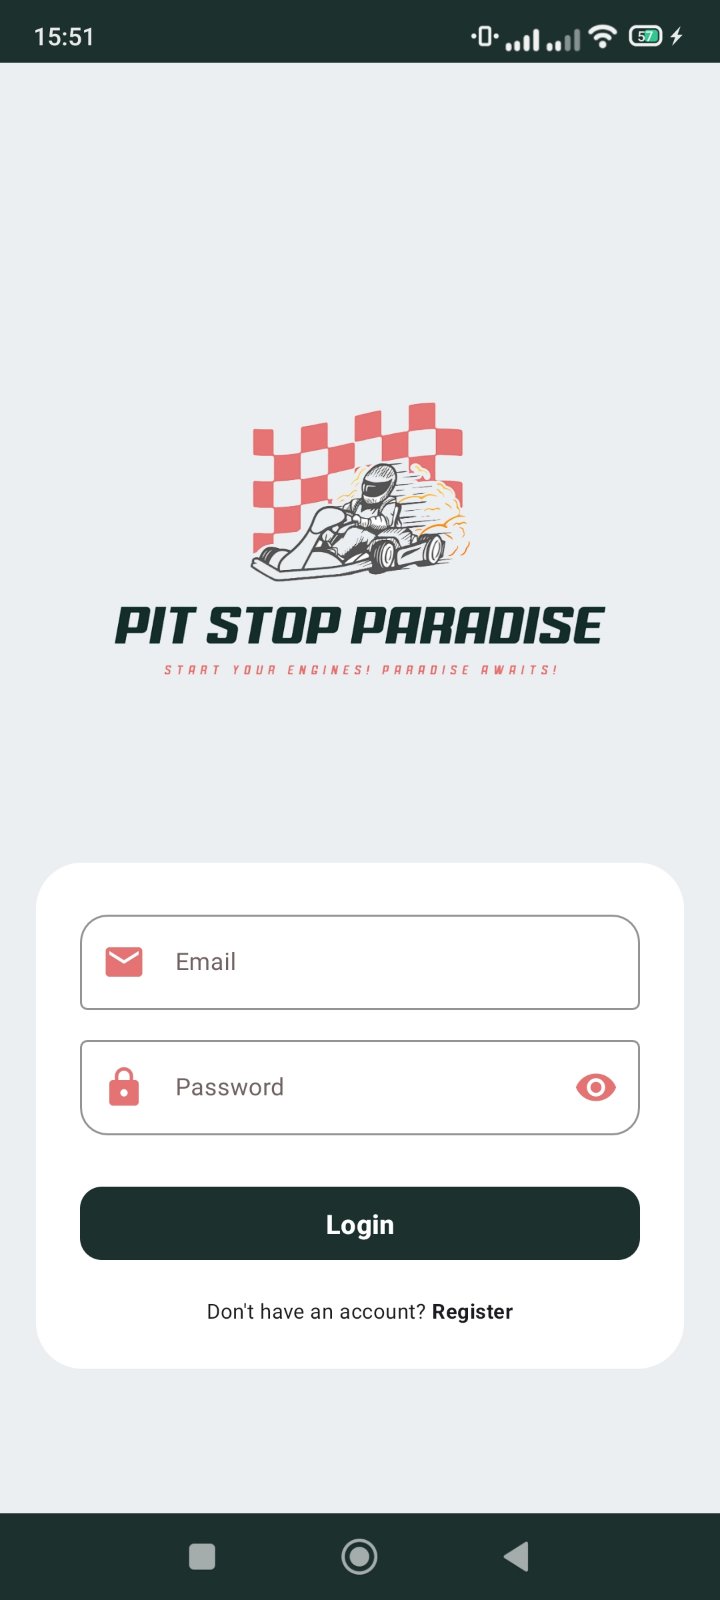 15:51
57
PIT STOP PARADISE
START YOUR ENGINES! PARADISE AWAITS!
Email
Password
Login
Don't have an account? Register